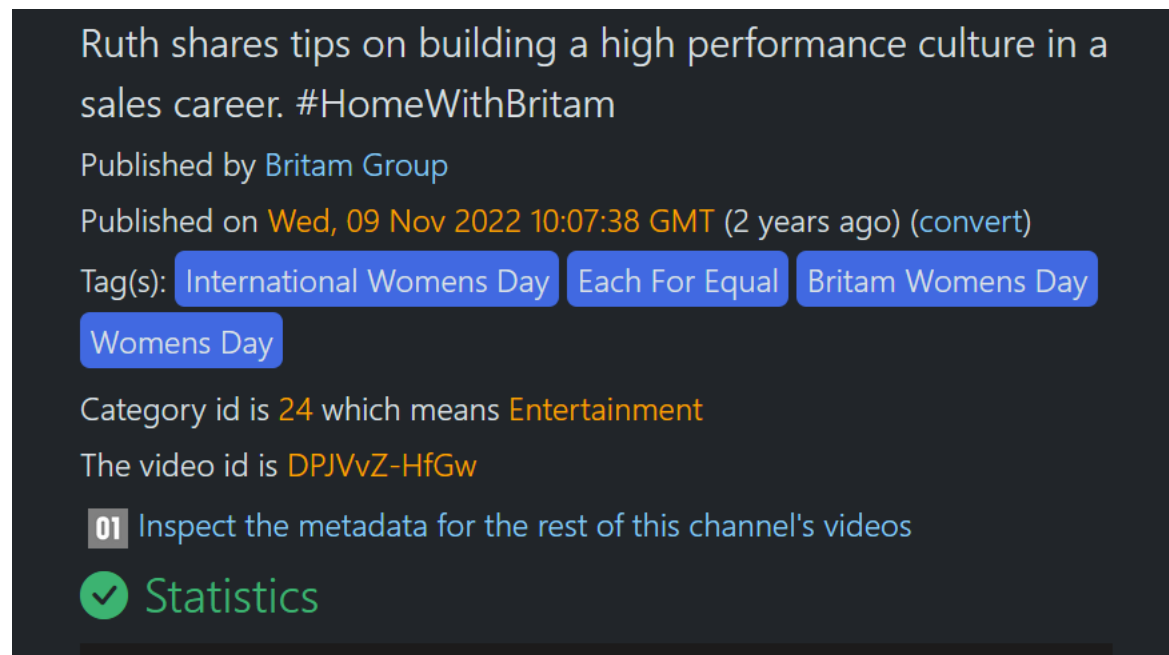 Ruth shares tips on building a high performance culture in a
sales career. #HomeWithBritam
Published by Britam Group
Published on Wed, 09 Nov 2022 10:07:38 GMT (2 years ago) (convert)
Tag(s): International Womens Day Each For Equal Britam Womens Day
Womens Day
Category id is 24 which means Entertainment
The video id is DPJVvZ-HfGw
01 Inspect the metadata for the rest of this channel's videos
Statistics